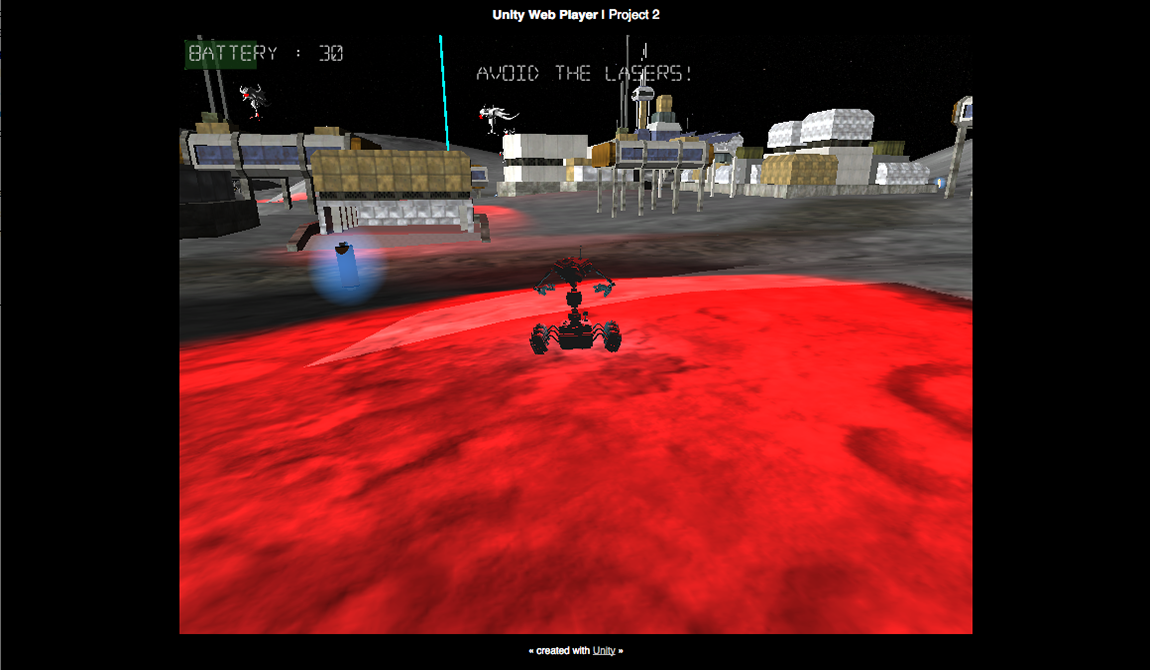 Unity Web Player | Project 2
BATTERY : 30
AVOID THE LASERS!
« created with Unity »